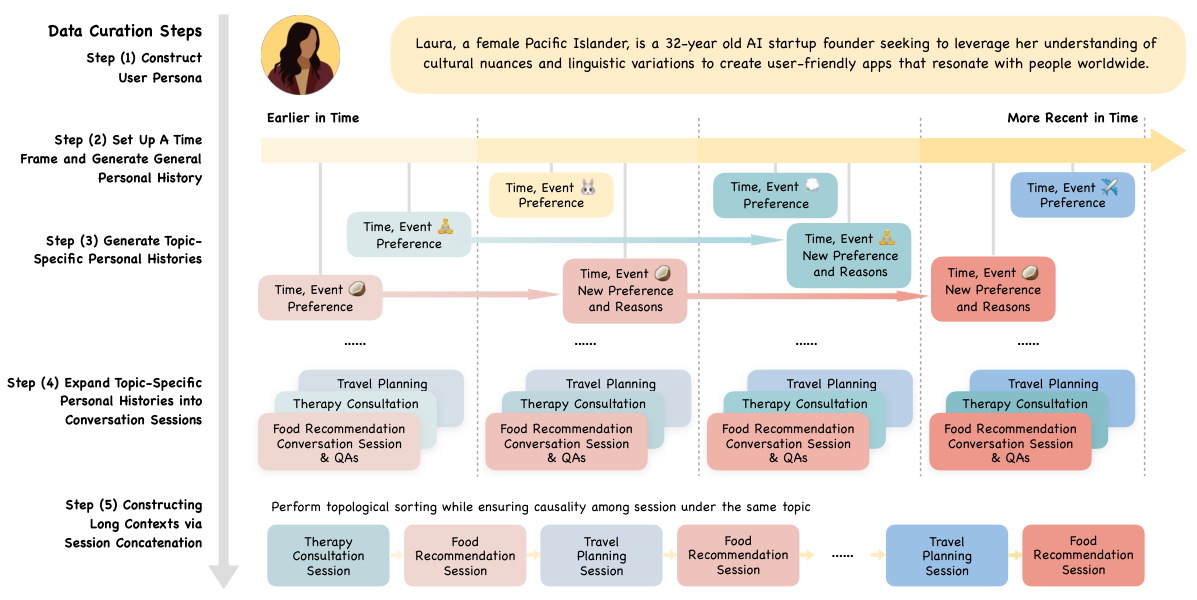 Data Curation Steps
Step (1) Construct
User Persona
Laura, a female Pacific Islander, is a 32-year old AI startup founder seeking to leverage her understanding of
cultural nuances and linguistic variations to create user-friendly apps that resonate with people worldwide.
Earlier in Time
More Recent in Time
Step (2) Set Up A Time
Frame and Generate General
Personal History
Time, Event
Preference
Time, Event
Preference
Time, Event
Preference
Step (3) Generate Topic-
Specific Personal Histories
Time, Event
Preference
Time, Event
New Preference
and Reasons
Time, Event
Preference
Time, Event
New Preference
and Reasons
Time, Event
New Preference
and Reasons
......
......
......
......
Step (4) Expand Topic-Specific
Personal Histories into
Conversation Sessions
Travel Planning
Therapy Consultation
Food Recommendation
Conversation Session
& QAs
Travel Planning
Therapy Consultation
Food Recommendation
Conversation Session
& QAs
Travel Planning
Therapy Consultation
Food Recommendation
Conversation Session
& QAs
Travel Planning
Therapy Consultation
Food Recommendation
Conversation Session
& QAs
Step (5) Constructing
Long Contexts via
Session Concatenation
Perform topological sorting while ensuring causality among session under the same topic
Therapy
Consultation
Session
Food
Recommendation
Session
Travel
Planning
Session
Food
Recommendation
Session
......
Travel
Planning
Session
Food
Recommendation
Session